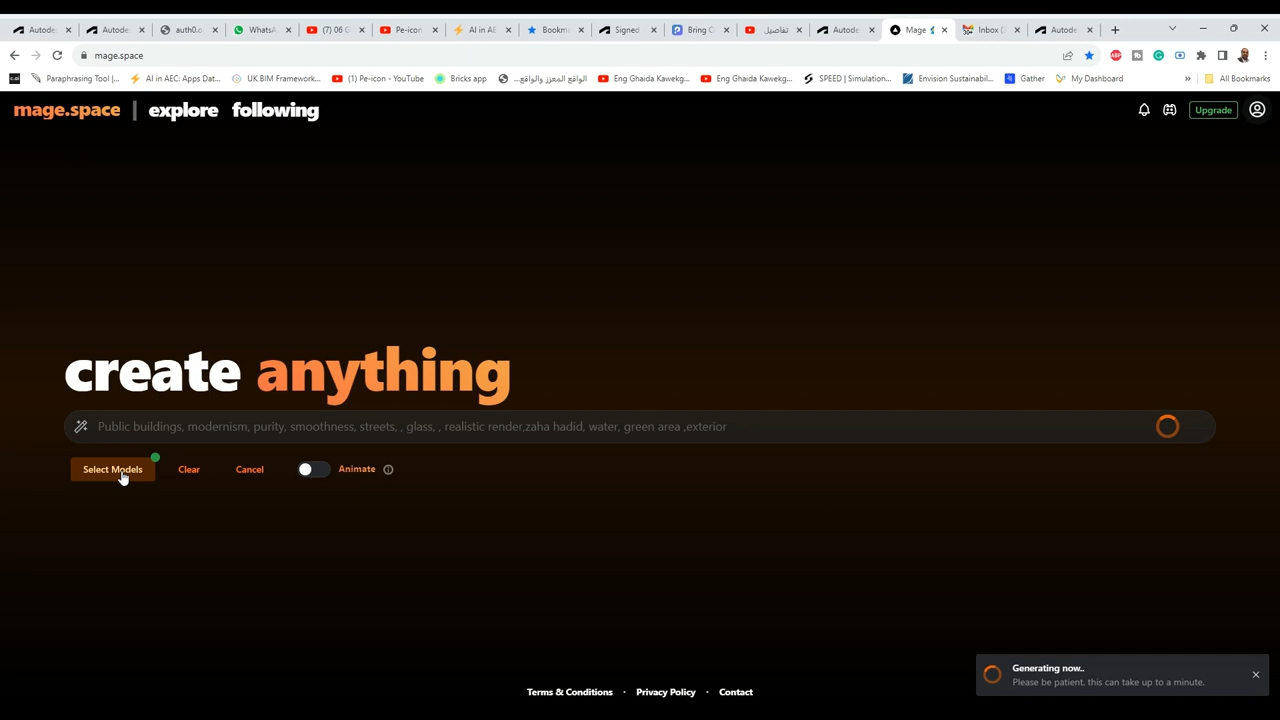 Autode
Autode
auth0.
WhatsA
(7) 06 G
Pe-icon
AI in AE
Bookm
Signed
Bring C
تفاصيل
Autode
Mage
Inbox (
Autode
mage.space
Paraphrasing Tool |...
AI in AEC: Apps Dat...
UK BIM Framework...
(1) Pe-icon - YouTube
Bricks app
الواقع المعزز والواقع...
Eng Ghaida Kawekg...
Eng Ghaida Kawekg...
SPEED | Simulation...
Envision Sustainabil...
Gather
My Dashboard
»
All Bookmarks
mage.space | explore following
Upgrade
create anything
Public buildings, modernism, purity, smoothness, streets, , glass, , realistic render,zaha hadid, water, green area ,exterior
Select Models Clear Cancel Animate
Generating now..
Please be patient, this can take up to a minute.
Terms & Conditions · Privacy Policy · Contact